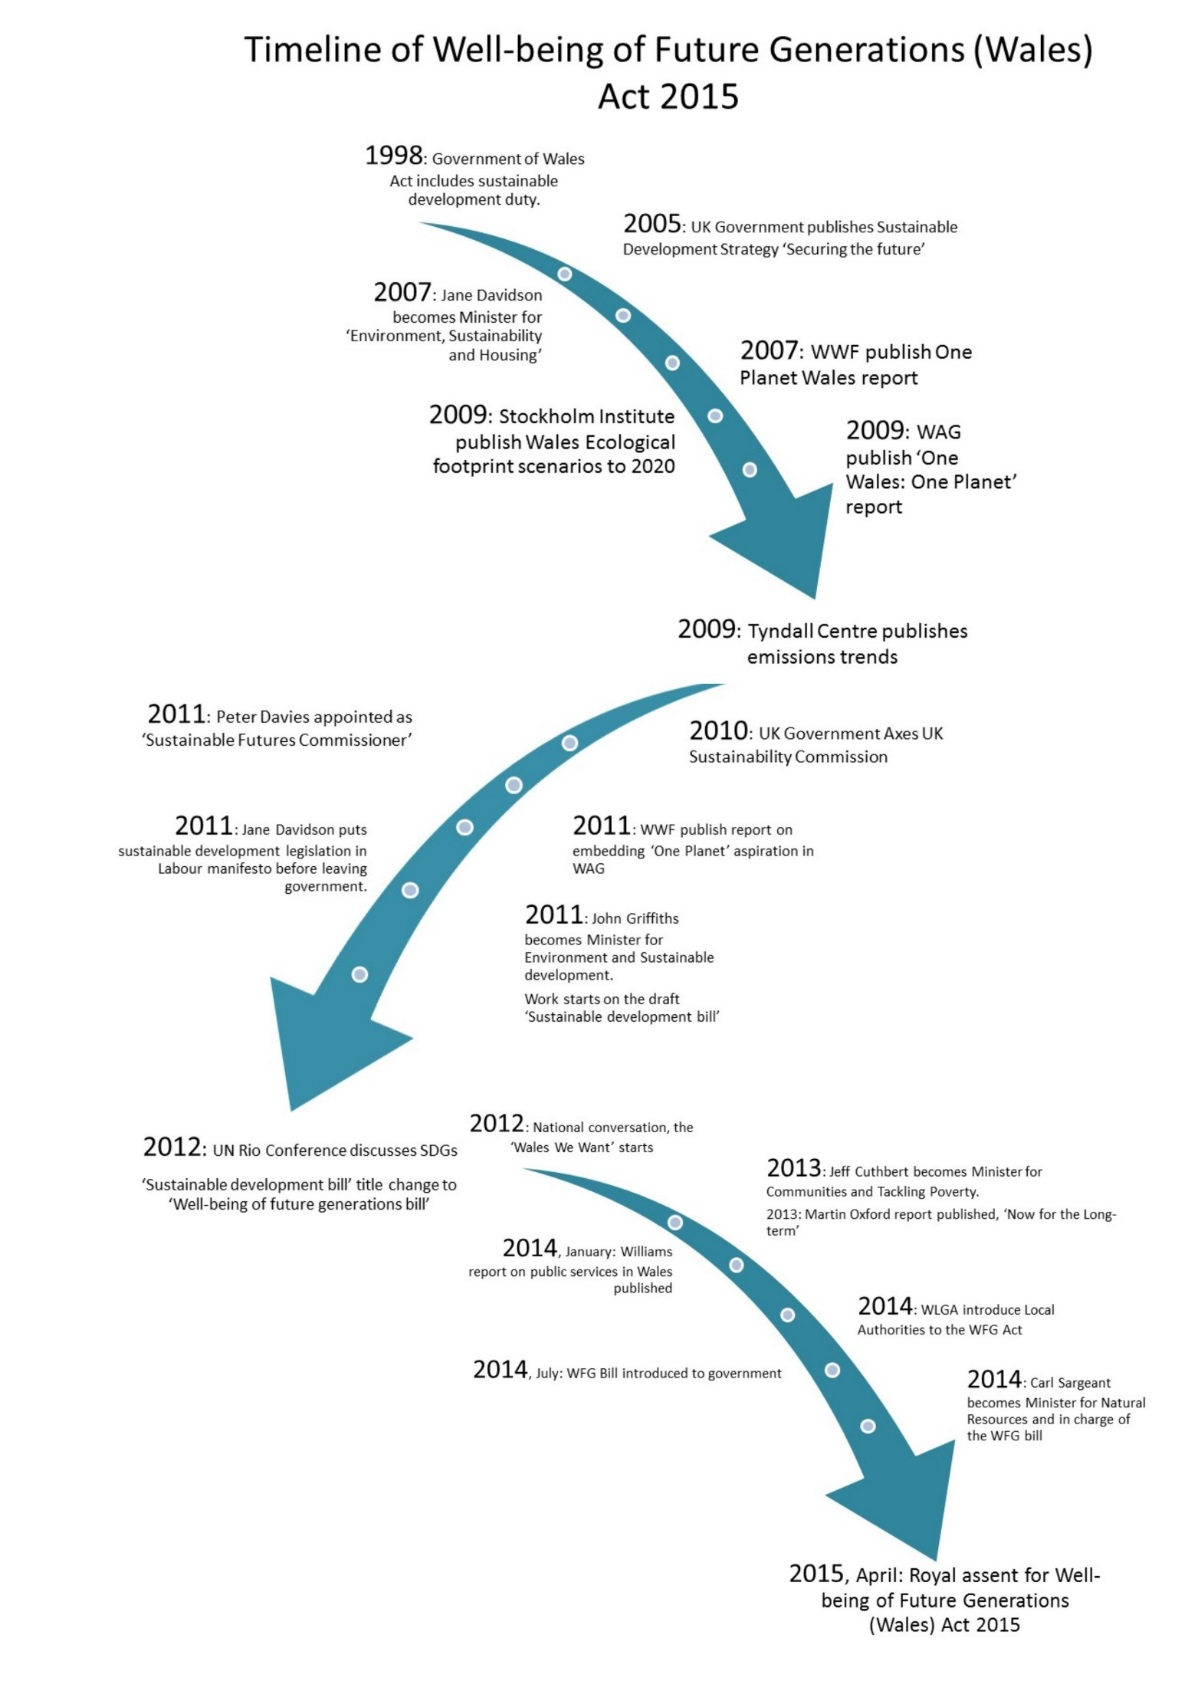 Timeline of Well-being of Future Generations (Wales)
Act 2015
1998: Government of Wales
Act includes sustainable
development duty.
2005: UK Government publishes Sustainable
Development Strategy ‘Securing the future’
2007: Jane Davidson
becomes Minister for
‘Environment, Sustainability
and Housing’
2007: WWF publish One
Planet Wales report
2009: Stockholm Institute
publish Wales Ecological
footprint scenarios to 2020
2009: WAG
publish ‘One
Wales: One Planet’
report
2009: Tyndall Centre publishes
emissions trends
2010: UK Government Axes UK
Sustainability Commission
2011: Peter Davies appointed as
‘Sustainable Futures Commissioner’
2011: WWF publish report on
embedding ‘One Planet’ aspiration in
WAG
2011: Jane Davidson puts
sustainable development legislation in
Labour manifesto before leaving
government.
2011: John Griffiths
becomes Minister for
Environment and Sustainable
development.
Work starts on the draft
‘Sustainable development bill’
2012: UN Rio Conference discusses SDGs
‘Sustainable development bill’ title change to
‘Well-being of future generations bill’
2012: National conversation, the
‘Wales We Want’ starts
2013: Jeff Cuthbert becomes Minister for
Communities and Tackling Poverty.
2013: Martin Oxford report published, ‘Now for the Long-
term’
2014, January: Williams
report on public services in Wales
published
2014: WLGA introduce Local
Authorities to the WFG Act
2014, July: WFG Bill introduced to government
2014: Carl Sargeant
becomes Minister for Natural
Resources and in charge of
the WFG bill
2015, April: Royal assent for Well-
being of Future Generations
(Wales) Act 2015